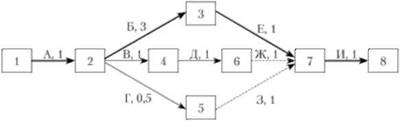 3
Б, 3
Е, 1
А, 1
В, 1
Д, 1
Ж, 1
И, 1
1
2
4
6
7
8
Г, 0,5
З, 1
5